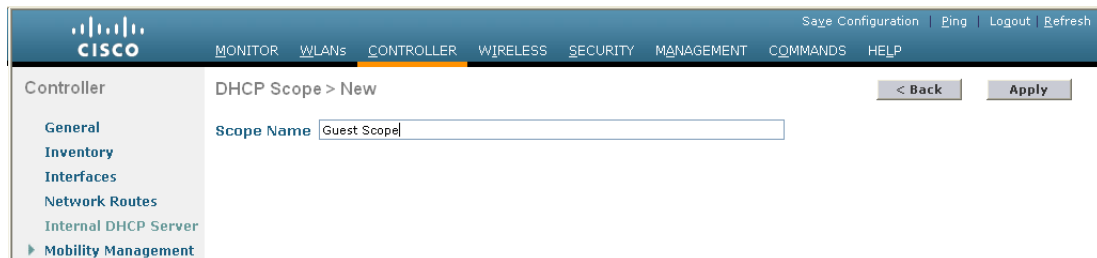 Save Configuration | Ping | Logout | Refresh
CISCO
MONITOR WLANs CONTROLLER WIRELESS SECURITY MANAGEMENT COMMANDS HELP
Controller
DHCP Scope > New
< Back
Apply
General
Scope Name Guest Scope
Inventory
Interfaces
Network Routes
Internal DHCP Server
Mobility Management